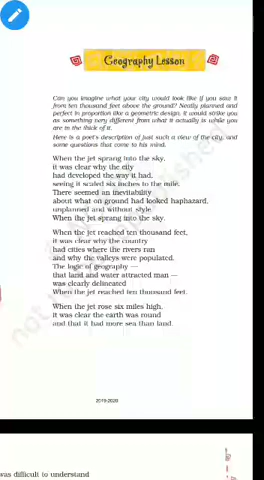 Geography Lesson
Can you imagine what your city would look like if you saw it
from ten thousand feet above the ground? Neatly planned and
perfect in proportion like a geometric design, it would strike you
as something very different from what it actually is while you
are in the thick of it.
Here is a poet's description of just such a view of the city, and
some questions that come to his mind.
When the jet sprang into the sky,
it was clear why the city
had developed the way it had,
seeing it scaled six inches to the mile.
There seemed an inevitability
about what on ground had looked haphazard,
unplanned and without style
When the jet sprang into the sky.
When the jet reached ten thousand feet,
it was clear why the country
had cities where the rivers ran
and why the valleys were populated.
The logic of geography —
that land and water attracted man —
was clearly delineated
When the jet reached ten thousand feet.
When the jet rose six miles high,
it was clear the earth was round
and that it had more sea than land.
2019-2020
was difficult to understand